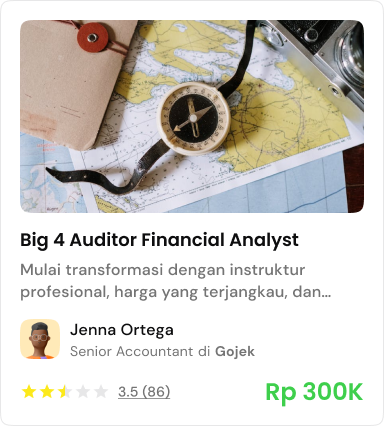 Big 4 Auditor Financial Analyst
Mulai transformasi dengan instruktur
profesional, harga yang terjangkau, dan...
Jenna Ortega
Senior Accountant di Gojek
3.5 (86)
Rp 300K